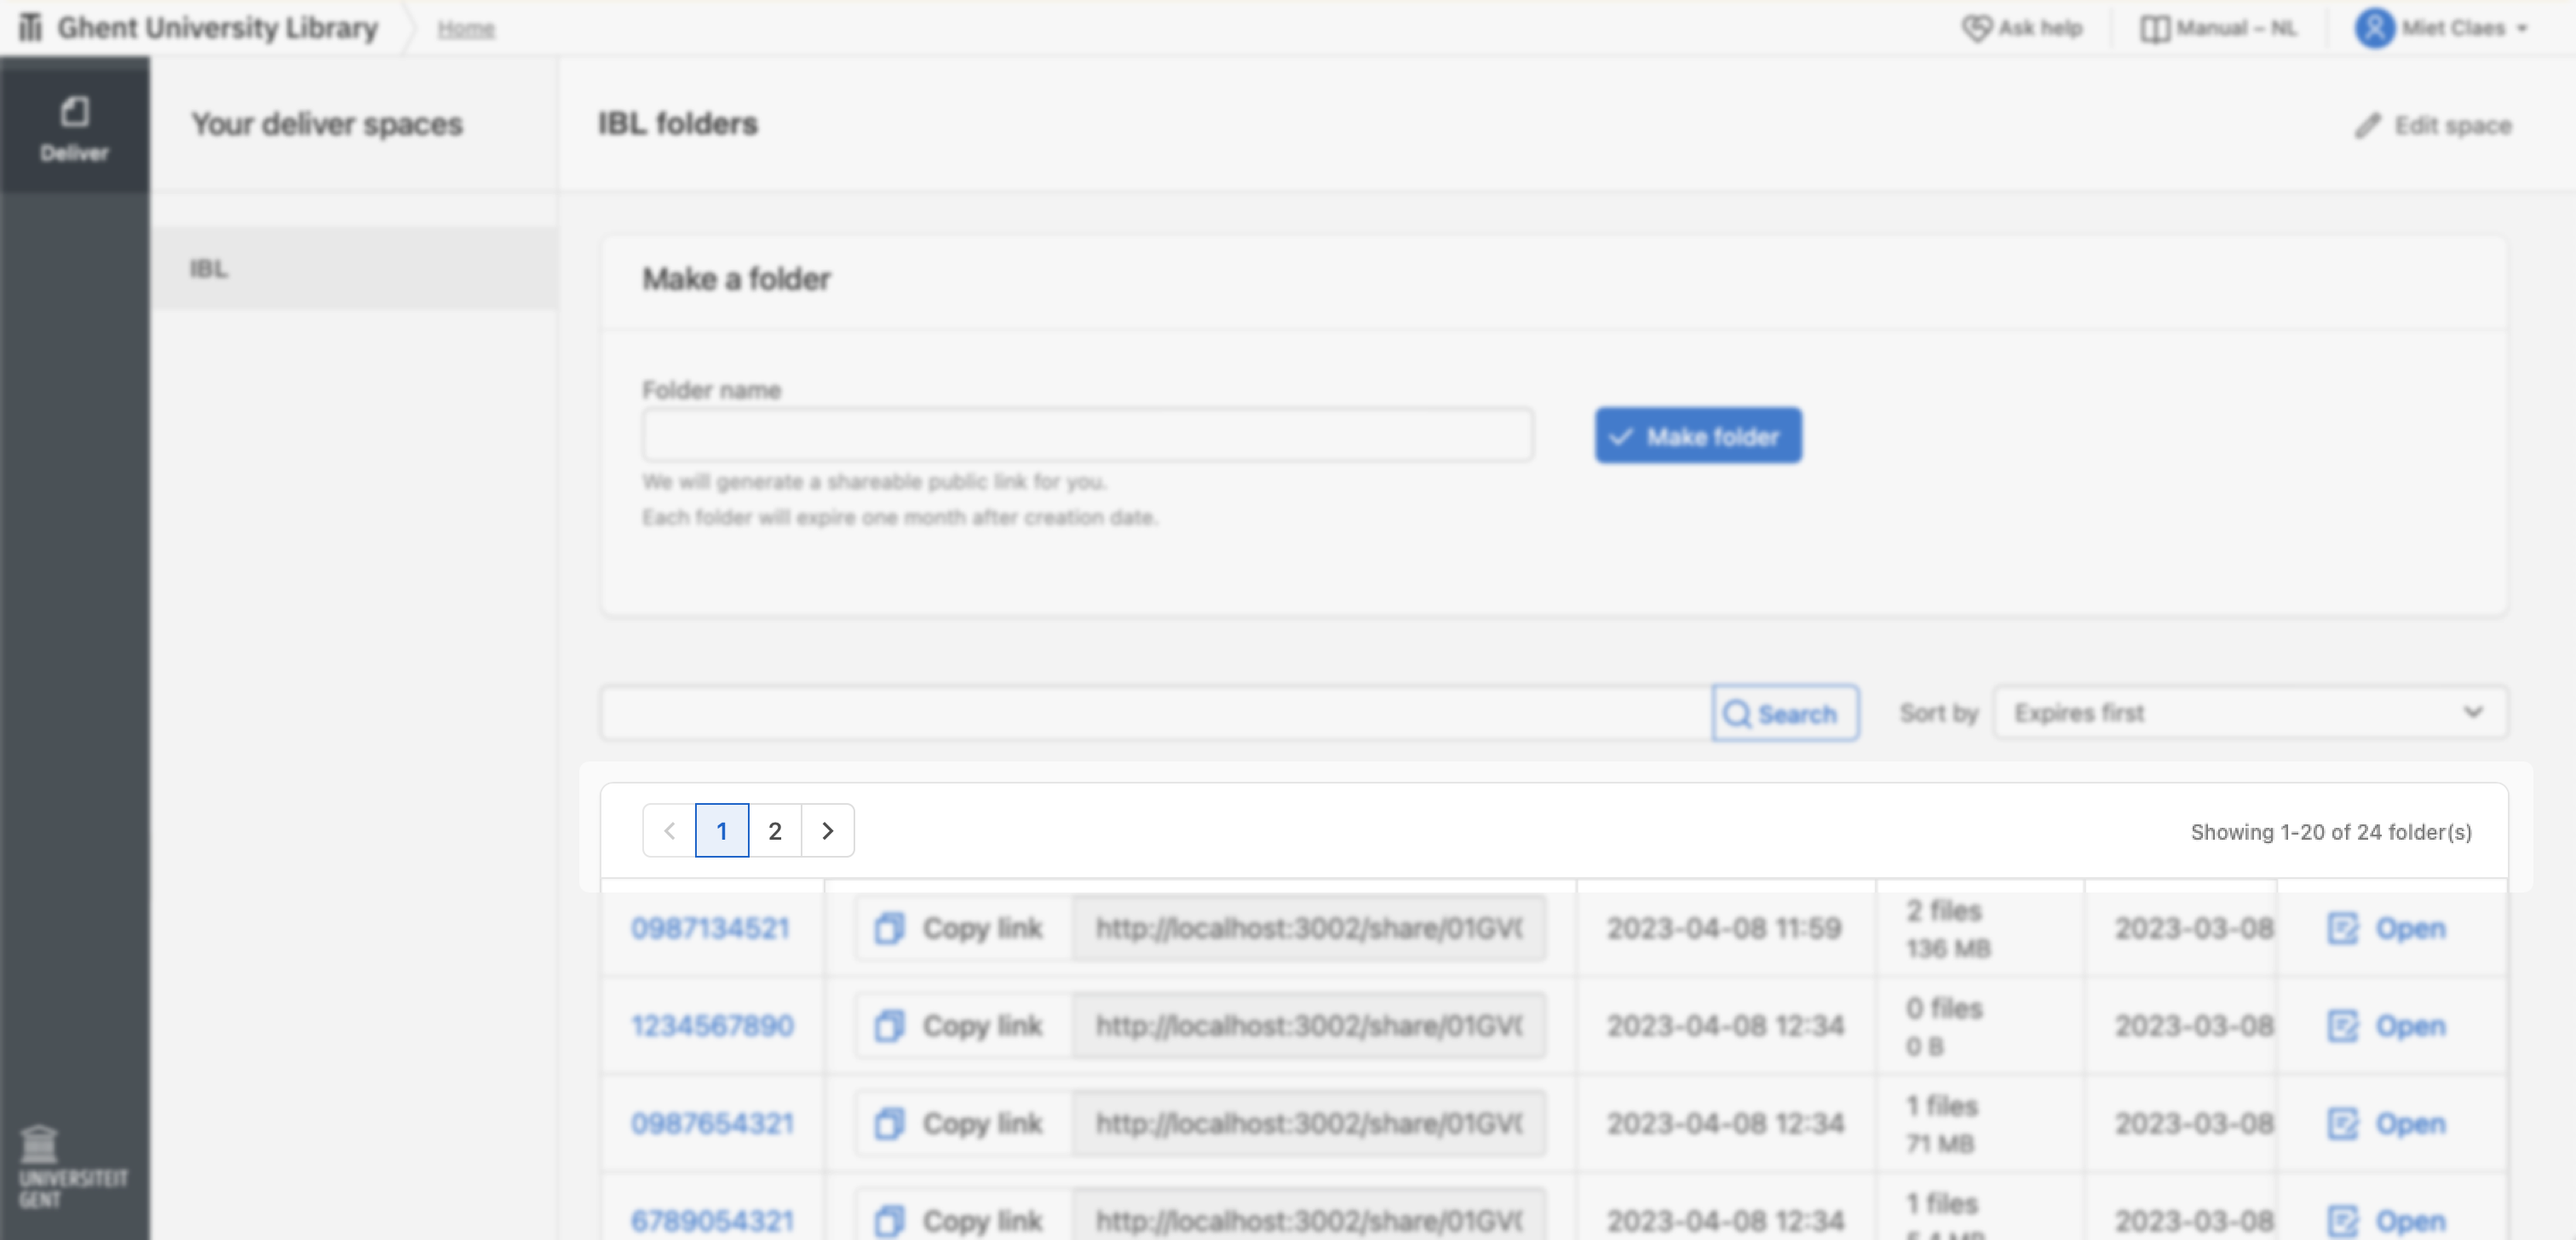 Ghent University Library
Home
Ask help
Manual – NL
Miet Claes
Deliver
Your deliver spaces
IBL folders
Edit space
IBL
Make a folder
Folder name
Make folder
We will generate a shareable public link for you.
Each folder will expire one month after creation date.
Search
Sort by
Expires first
1
2
Showing 1-20 of 24 folder(s)
0987134521
Copy link
http://localhost:3002/share/01GV
2023-04-08 11:59
2 files
136 MB
2023-03-08
Open
1234567890
Copy link
http://localhost:3002/share/01GV
2023-04-08 12:34
0 files
0 B
2023-03-08
Open
0987654321
Copy link
http://localhost:3002/share/01GV
2023-04-08 12:34
1 files
71 MB
2023-03-08
Open
6789054321
Copy link
http://localhost:3002/share/01GV
2023-04-08 12:34
1 files
2023-03-08
Open
UNIVERSITEIT
GENT